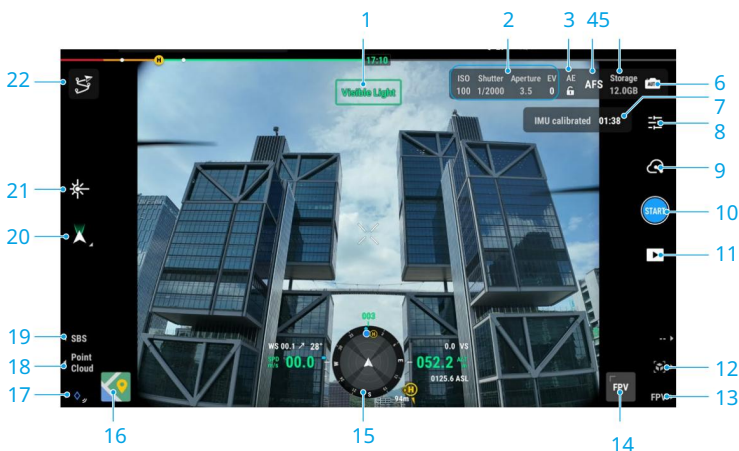 1 2 3 45
17:10
22
Visible Light
ISO Shutter Aperture EV AE AFS Storage
100 1/2000 3.5 0 12.0GB
6
7
IMU calibrated 01:38
8
9
21
START
10
20
11
003
19 SBS
WS 00.1 ↗ 28°
0.0 VS
18 Point
Cloud
SPD
m/s
00.0
052.2
0125.6 ASL
12
17
94m
H
FPV
FPV 13
16 15 14